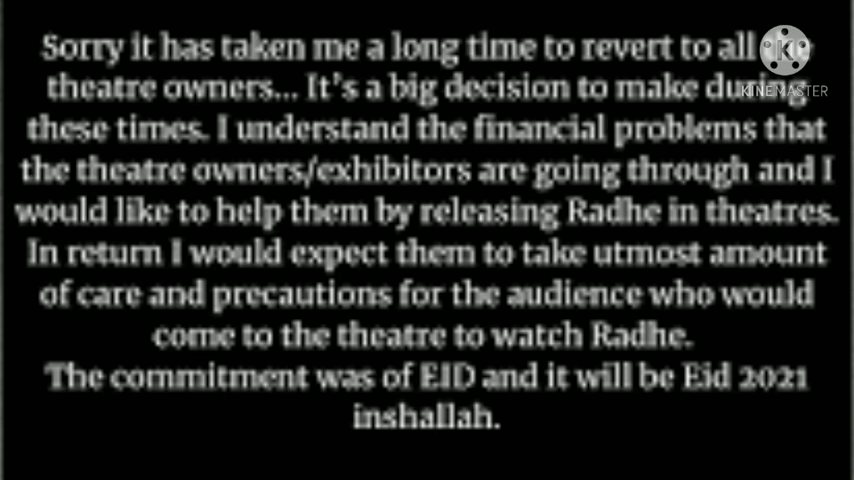 Sorry it has taken me a long time to revert to all
theatre owners... It's a big decision to make during
these times. I understand the financial problems that
the theatre owners/exhibitors are going through and I
would like to help them by releasing Radhe in theatres.
In return I would expect them to take utmost amount
of care and precautions for the audience who would
come to the theatre to watch Radhe.
The commitment was of EID and it will be Eid 2021
inshallah.
K
KINEMASTER